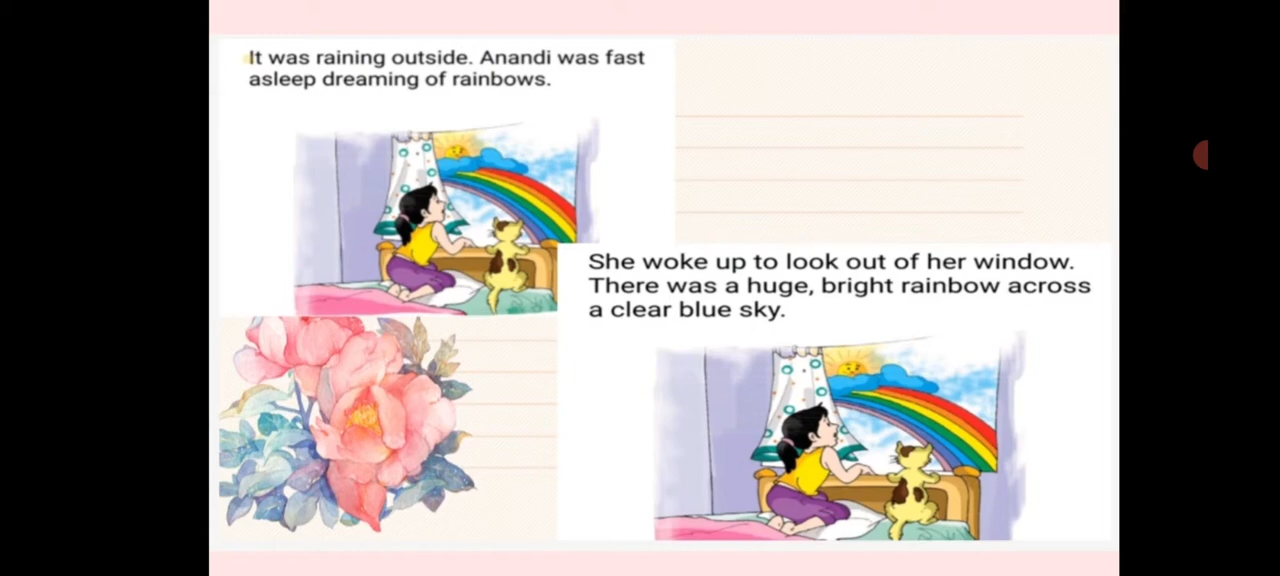 It was raining outside. Anandi was fast
asleep dreaming of rainbows.
She woke up to look out of her window.
There was a huge, bright rainbow across
a clear blue sky.